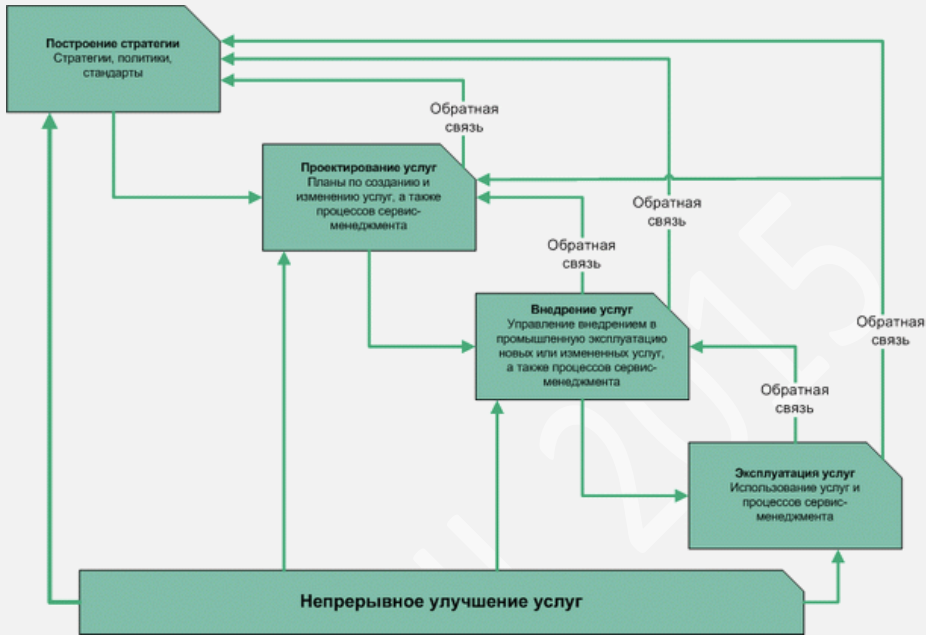 Построение стратегии
Стратегии, политики,
стандарты
Обратная
связь
Проектирование услуг
Планы по созданию и
изменению услуг, а также
процессов сервис-
менеджмента
Обратная
связь
Обратная
связь
Внедрение услуг
Управление внедрением в
промышленную эксплуатацию
новых или измененных услуг,
а также процессов сервис-
менеджмента
Обратная
связь
Обратная
связь
Эксплуатация услуг
Использование услуг и
процессов сервис-
менеджмента
Непрерывное улучшение услуг
2015